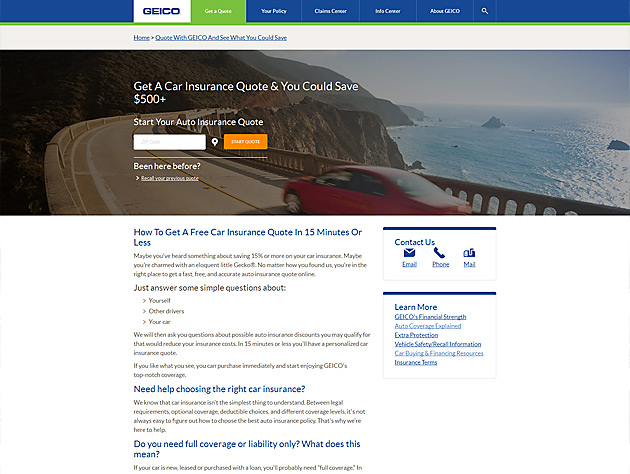 GEICO
Get a Quote
Your Policy
Claims Center
Info Center
About GEICO
Home > Quote With GEICO And See What You Could Save
Get A Car Insurance Quote & You Could Save
$500+
Start Your Auto Insurance Quote
ZIP Code
START QUOTE
Been here before?
> Recall your previous quote
How To Get A Free Car Insurance Quote In 15 Minutes Or
Less
Maybe you've heard something about saving 15% or more on your car insurance. Maybe
you're charmed with an eloquent little Gecko®. No matter how you found us, you're in the
right place to get a fast, free, and accurate auto insurance quote online.
Just answer some simple questions about:
> Yourself
> Other drivers
> Your car
We will then ask you questions about possible auto insurance discounts you may qualify for
that would reduce your insurance costs. In 15 minutes or less you'll have a personalized car
insurance quote.
If you like what you see, you can purchase immediately and start enjoying GEICO's
top-notch coverage.
Need help choosing the right car insurance?
We know that car insurance isn't the simplest thing to understand. Between legal
requirements, optional coverage, deductible choices, and different coverage levels, it's not
always easy to figure out how to choose the best auto insurance policy. That's why we're
here to help.
Do you need full coverage or liability only? What does this
mean?
If your car is new, leased or purchased with a loan, you'll probably need "full coverage." In
Contact Us
Email
Phone
Mail
Learn More
GEICO's Financial Strength
Auto Coverage Explained
Extra Protection
Vehicle Safety/Recall Information
Car Buying & Financing Resources
Insurance Terms